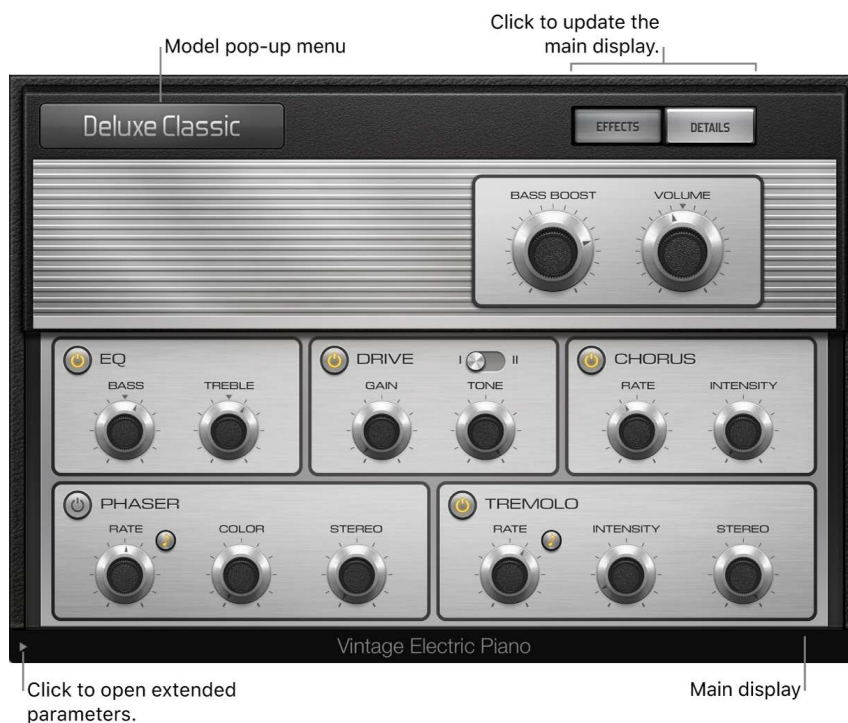 Click to update the
main display.
Model pop-up menu
Deluxe Classic
EFFECTS
DETAILS
BASS BOOST
VOLUME
EQ
BASS
TREBLE
DRIVE
I
II
GAIN
TONE
CHORUS
RATE
INTENSITY
PHASER
RATE
COLOR
STEREO
TREMOLO
RATE
INTENSITY
STEREO
Vintage Electric Piano
Click to open extended
parameters.
Main display